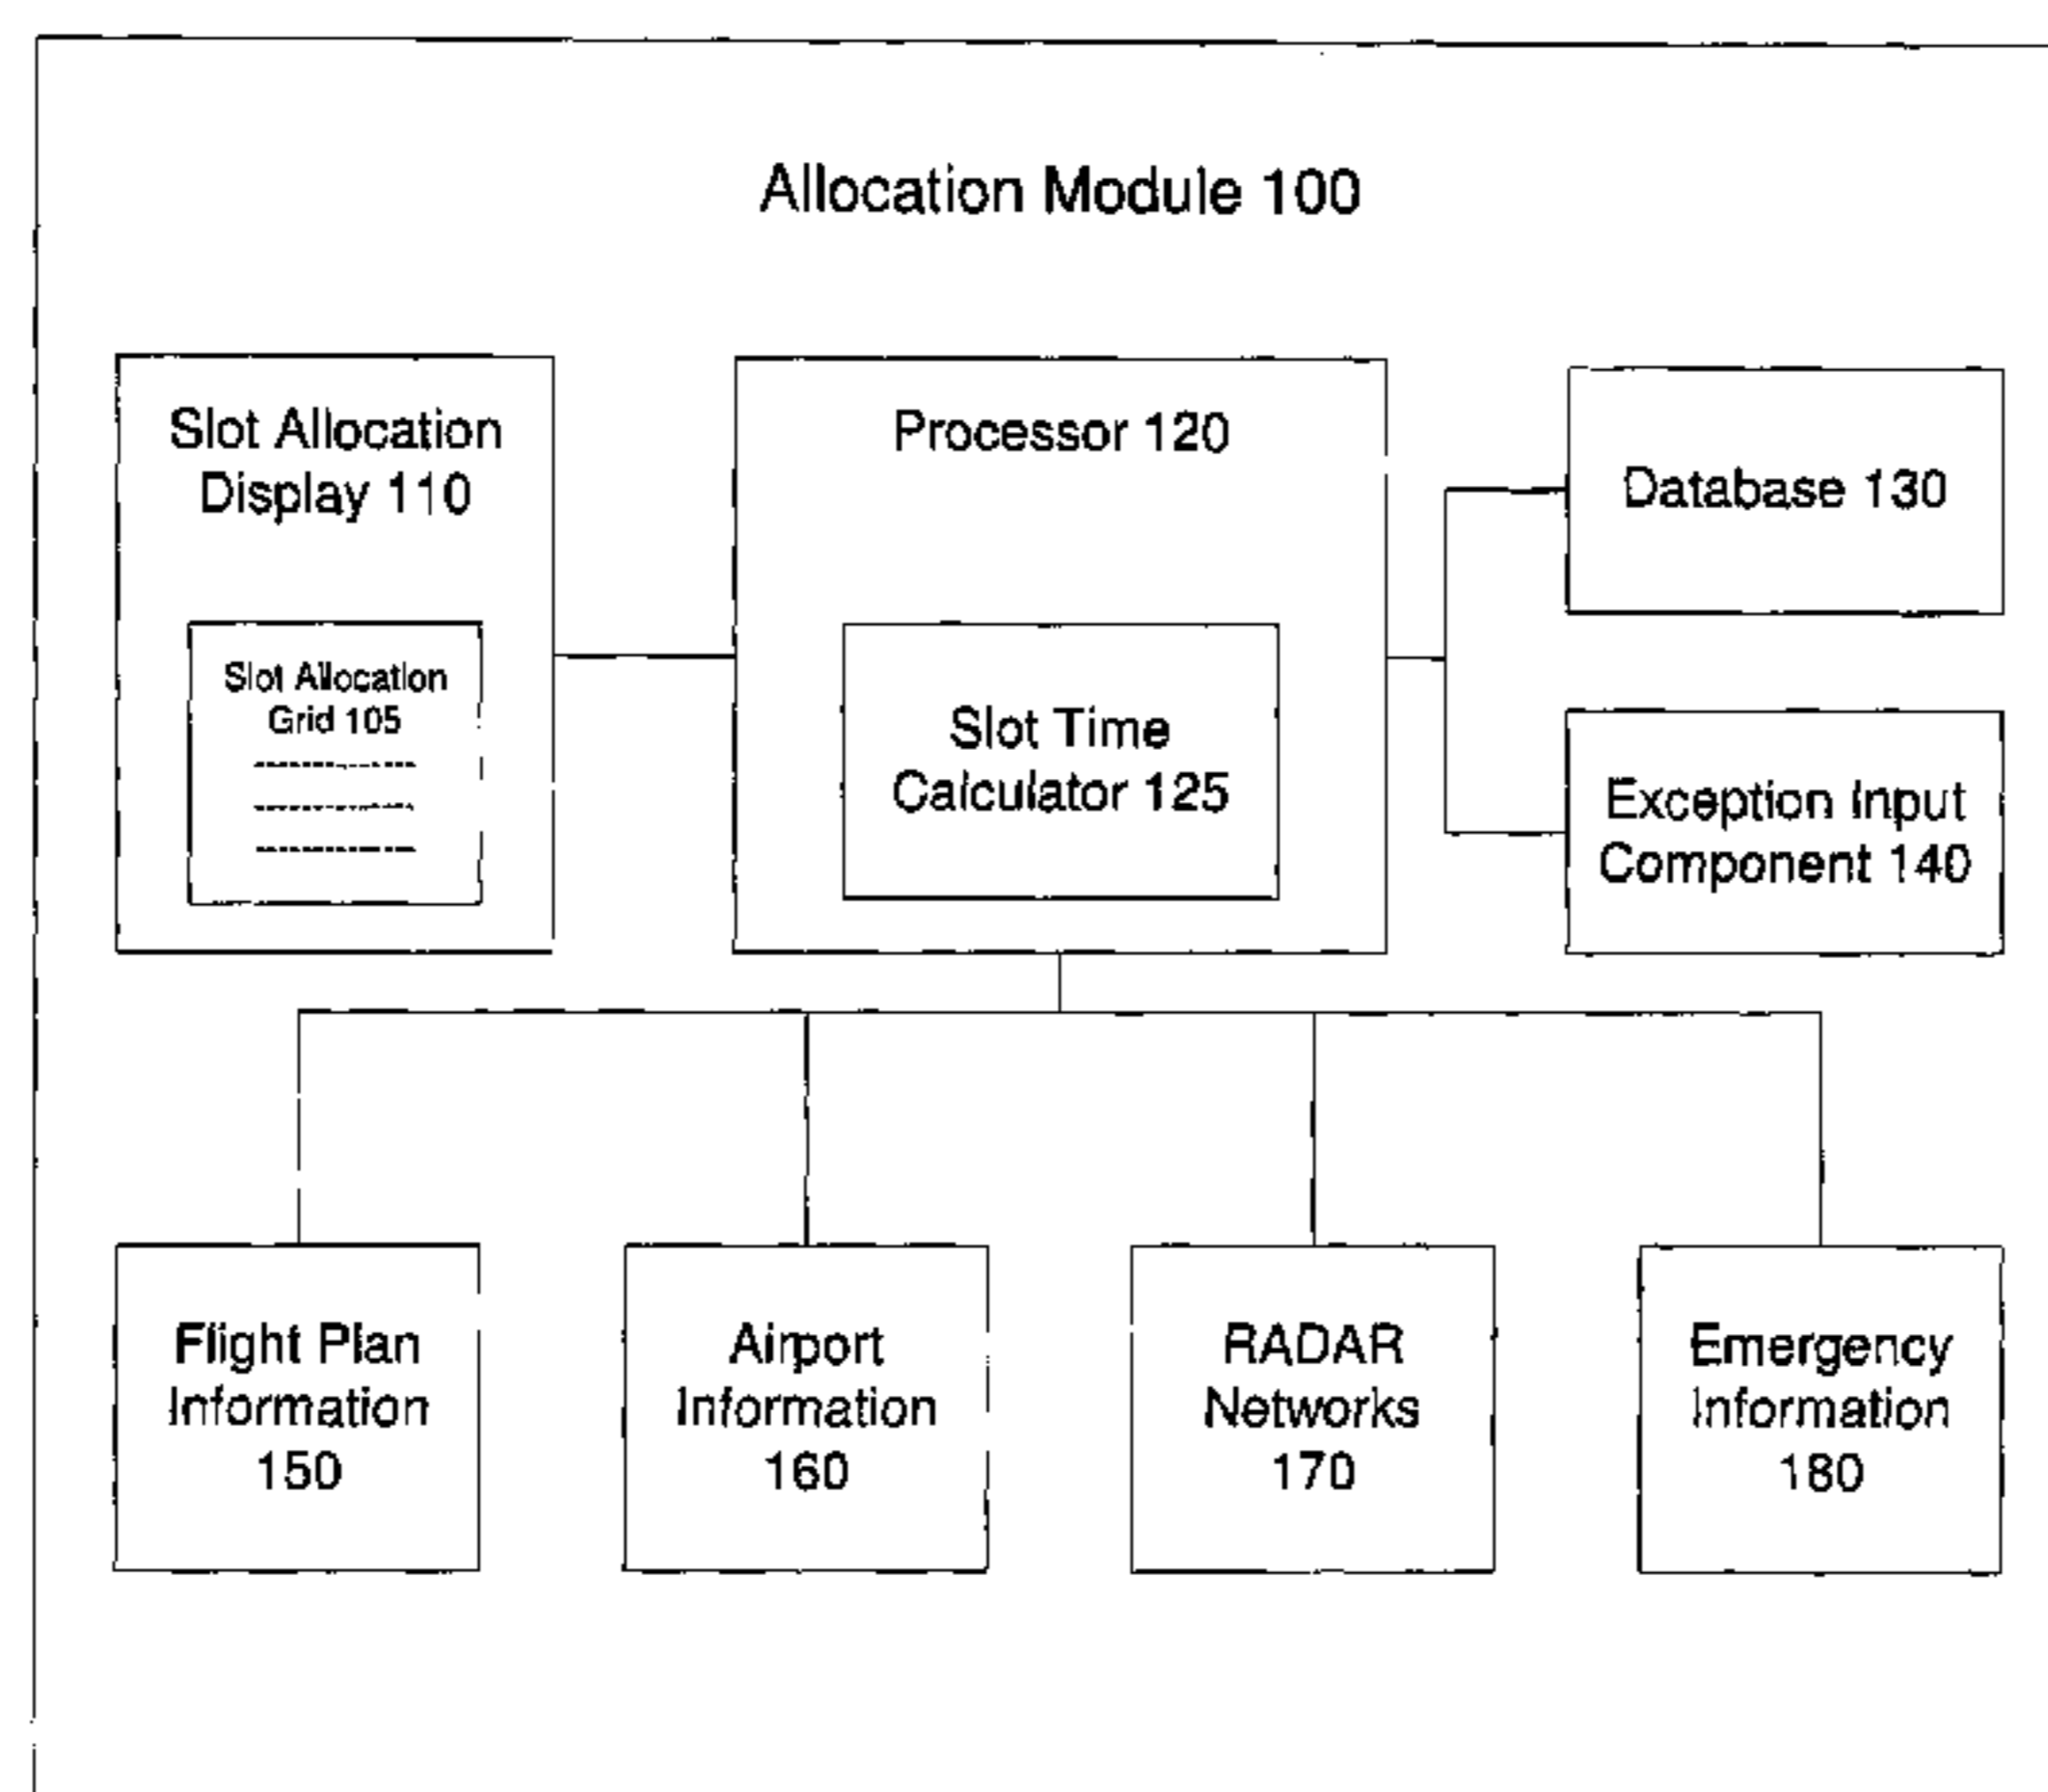 Allocation Module 100
Slot Allocation
Display 110
Slot Allocation
Grid 105
Processor 120
Slot Time
Calculator 125
Database 130
Exception Input
Component 140
Flight Plan
Information
150
Airport
Information
160
RADAR
Networks
170
Emergency
Information
180